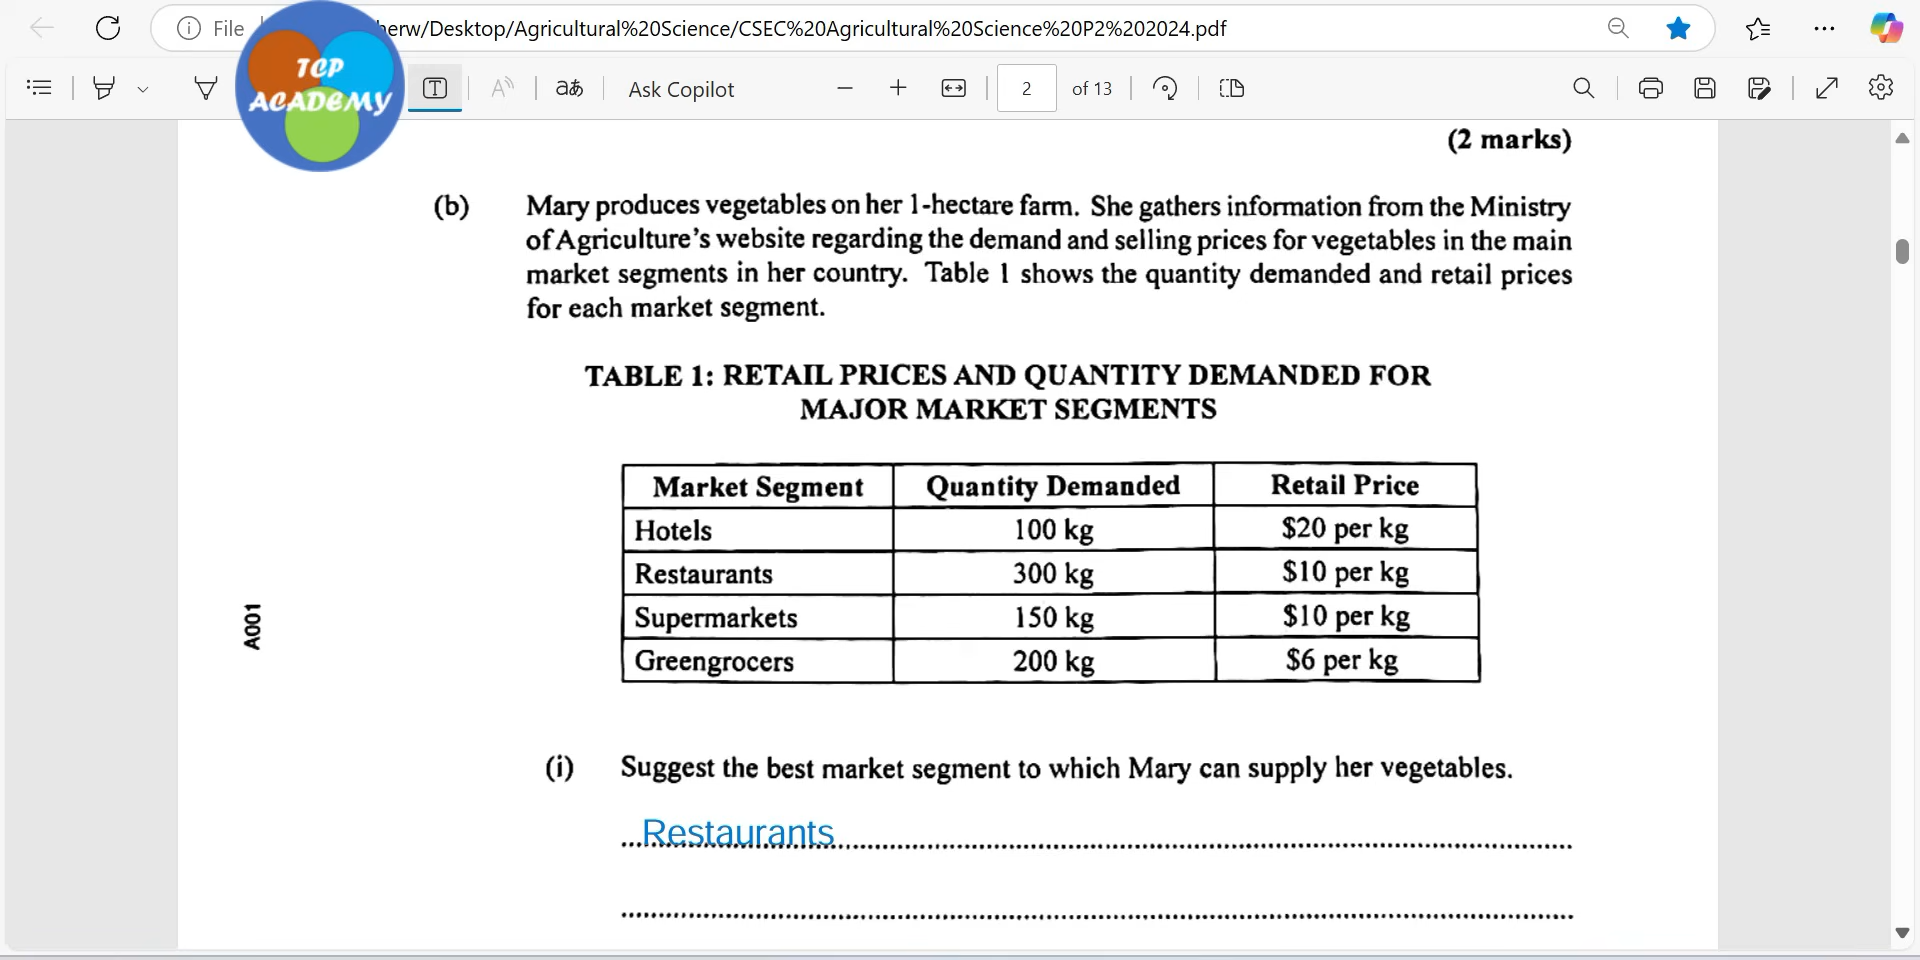 File
herw/Desktop/Agricultural%20Science/CSEC%20Agricultural%20Science%20P2%202024.pdf
TCP
ACADEMY
T
A
aあ
Ask Copilot
2
of 13
(2 marks)
(b) Mary produces vegetables on her 1-hectare farm. She gathers information from the Ministry
of Agriculture's website regarding the demand and selling prices for vegetables in the main
market segments in her country. Table 1 shows the quantity demanded and retail prices
for each market segment.
TABLE 1: RETAIL PRICES AND QUANTITY DEMANDED FOR
MAJOR MARKET SEGMENTS
Market Segment Quantity Demanded Retail Price
Hotels 100 kg $20 per kg
Restaurants 300 kg $10 per kg
Supermarkets 150 kg $10 per kg
Greengrocers 200 kg $6 per kg
A001
(i) Suggest the best market segment to which Mary can supply her vegetables.
Restaurants